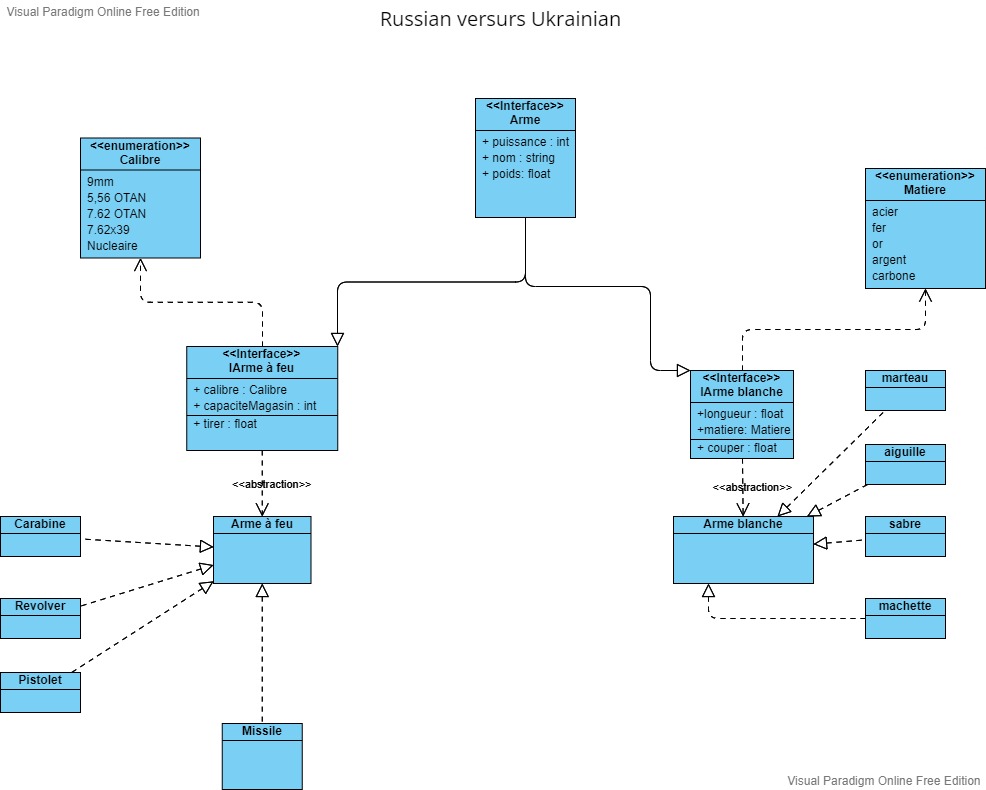 Visual Paradigm Online Free Edition
Russian versurs Ukrainian
<<Interface>>
Arme
+ puissance : int
+ nom : string
+ poids: float
<<enumeration>>
Calibre
9mm
5,56 OTAN
7.62 OTAN
7.62x39
Nucleaire
<<enumeration>>
Matiere
acier
fer
or
argent
carbone
<<Interface>>
IArme à feu
+ calibre : Calibre
+ capaciteMagasin : int
+ tirer : float
<<Interface>>
IArme blanche
+longueur : float
+matiere: Matiere
+ couper : float
marteau
aiguille
<<abstraction>>
<<abstraction>>
Carabine
Arme à feu
Arme blanche
sabre
Revolver
machette
Pistolet
Missile
Visual Paradigm Online Free Edition